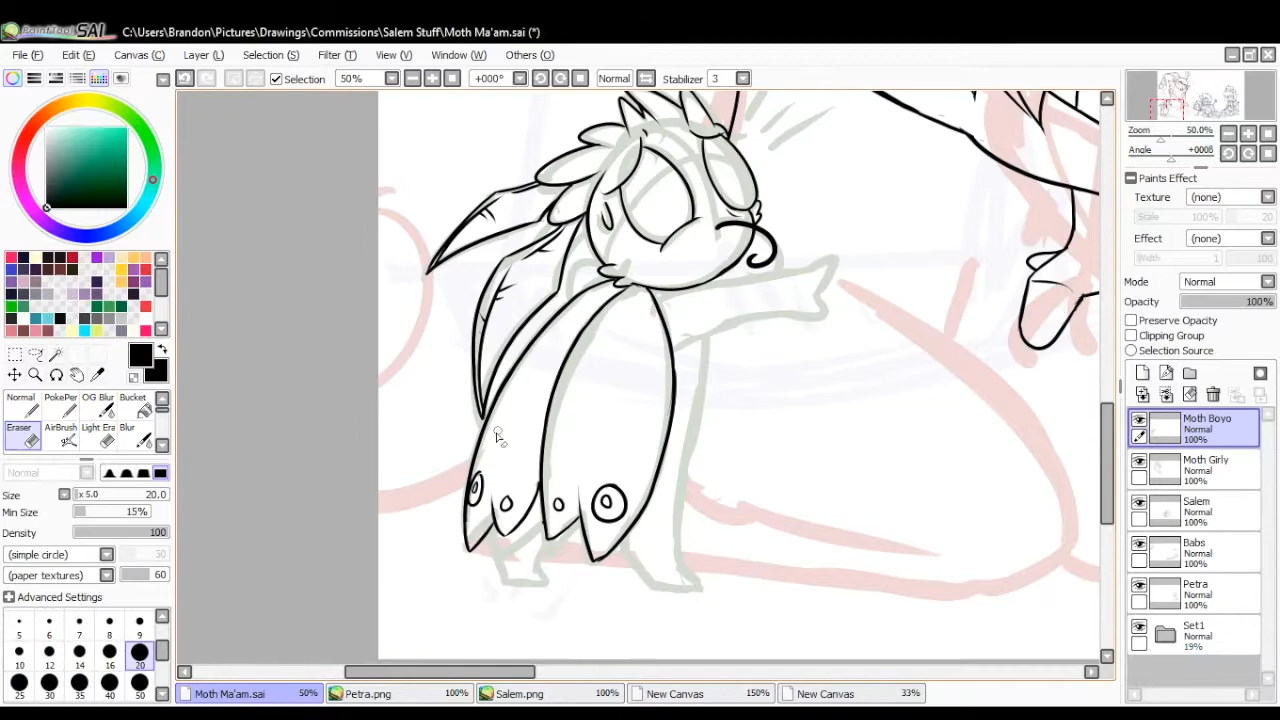 PaintTool SAI C:\Users\Brandon\Pictures\Drawings\Commissions\Salem Stuff\Moth Ma'am.sai (*)
File (F) Edit (E) Canvas (C) Layer (L) Selection (S) Filter (T) View (V) Window (W) Others (O)
Selection 50% +000° Normal Stabilizer 3
Zoom 50.0%
Angle
Paints Effect
Texture (none)
Scale 100% 20
Effect (none)
Width 1 100
Mode Normal
Opacity 100%
Preserve Opacity
Clipping Group
Selection Source
Normal PokePer OG Blur Bucket
Eraser AirBrush Light Era Blur
Normal
Size x 5.0 20.0
Min Size 15%
Density 100
(simple circle)
(paper textures) 60
Advanced Settings
5 6 7 8 9
10 12 14 16 20
25 30 35 40 50
Moth Boyo
Normal
100%
Moth Girly
Normal
100%
Salem
Normal
100%
Babs
Normal
100%
Petra
Normal
100%
Set1
Normal
19%
Moth Ma'am.sai 50% Petra.png 100% Salem.png 100% New Canvas 150% New Canvas 33%